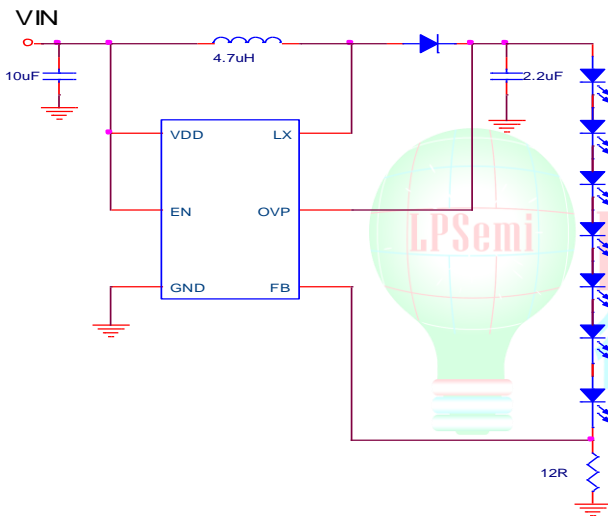 VIN
4.7uH
10uF
2.2uF
VDD
LX
EN
OVP
LPSemi
GND
FB
12R